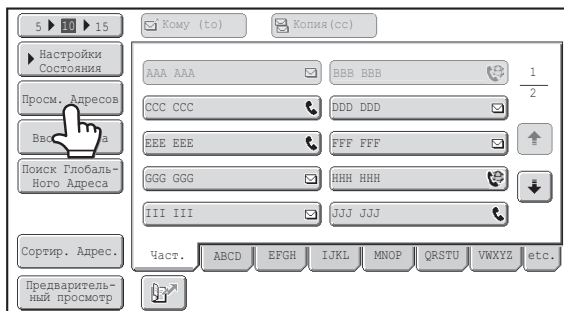 5 10 15
Кому (to)
Копия(cc)
Настройки
Состояния
Просм. Адресов
Поиск Глобаль-
Ного Адреса
Сортир. Адрес.
Предваритель-
ный просмотр
AAA AAA
BBB BBB
CCC CCC
DDD DDD
EEE EEE
FFF FFF
GGG GGG
HHH HHH
III III
JJJ JJJ
1
2
Част.
ABCD
EFGH
IJKL
MNOP
QRSTU
VWXYZ
etc.